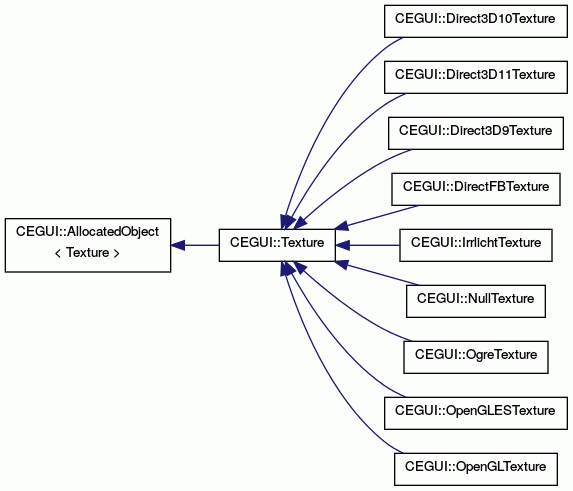 CEGUI::Direct3D10Texture
CEGUI::Direct3D11Texture
CEGUI::Direct3D9Texture
CEGUI::DirectFBTexture
CEGUI::AllocatedObject
< Texture >
CEGUI::Texture
CEGUI::IrrlichtTexture
CEGUI::NullTexture
CEGUI::OgreTexture
CEGUI::OpenGLESTexture
CEGUI::OpenGLTexture